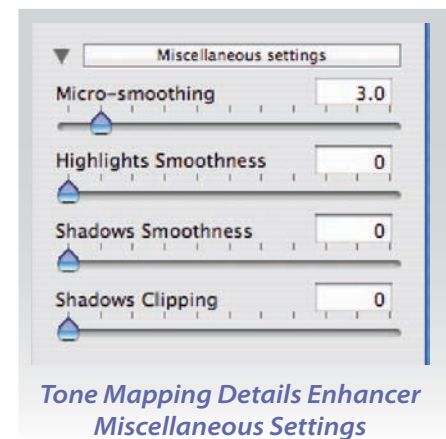 Miscellaneous settings
Micro-smoothing 3.0
Highlights Smoothness 0
Shadows Smoothness 0
Shadows Clipping 0
Tone Mapping Details Enhancer
Miscellaneous Settings